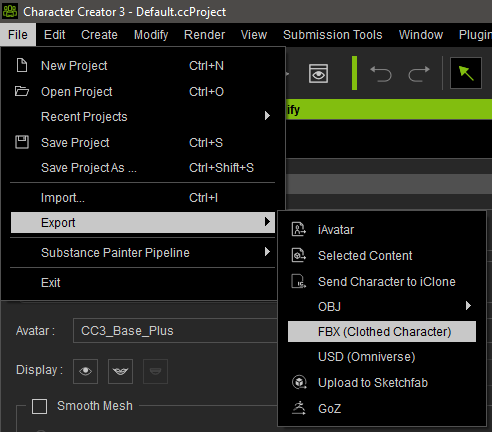 Character Creator 3 - Default.ccProject
File Edit Create Modify Render View Submission Tools Window
New Project Ctrl+N
Open Project Ctrl+O
Recent Projects
Save Project Ctrl+S
Save Project As ... Ctrl+Shift+S
Import... Ctrl+I
Export
Substance Painter Pipeline
Exit
iAvatar
Selected Content
Send Character to iClone
OBJ
FBX (Clothed Character)
USD (Omniverse)
Upload to Sketchfab
GoZ
Avatar : CC3_Base_Plus
Display :
Smooth Mesh